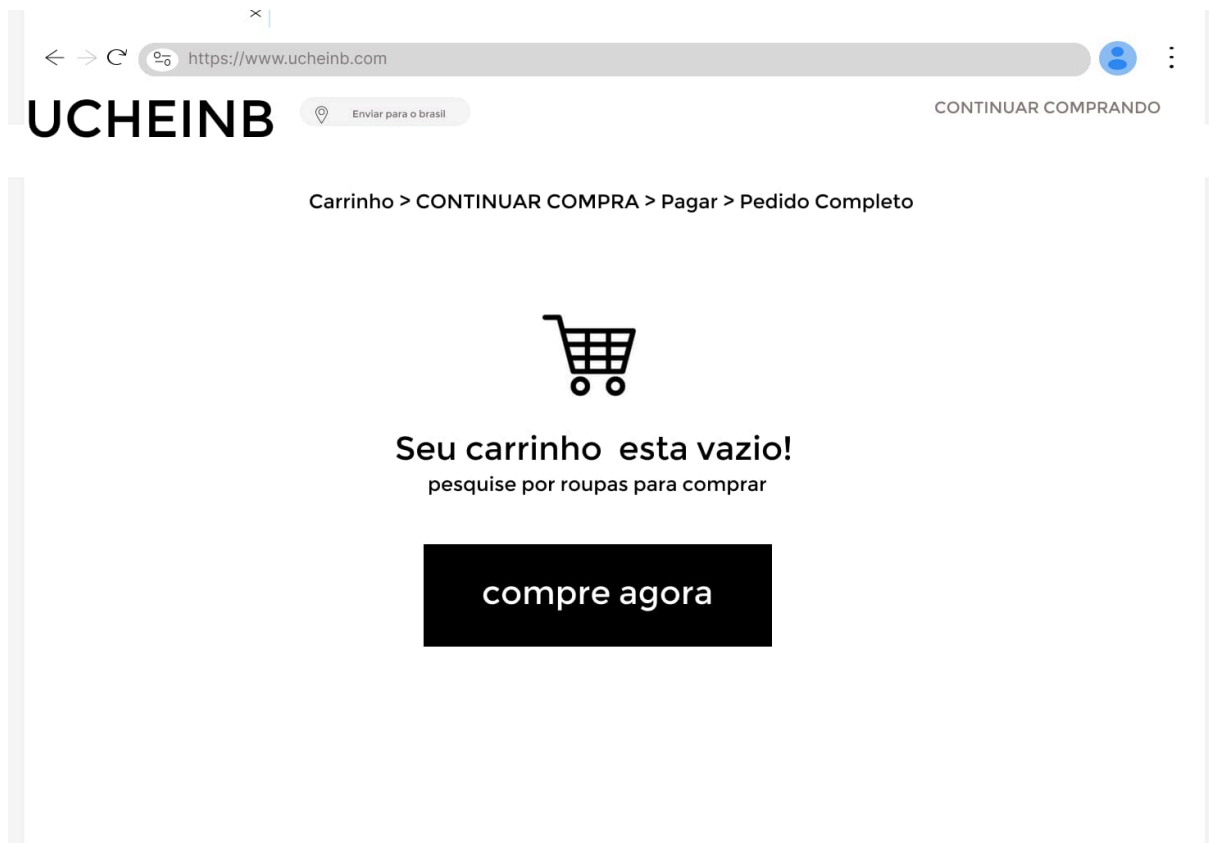 https://www.ucheinb.com
UCHEINB
Enviar para o brasil
CONTINUAR COMPRANDO
Carrinho > CONTINUAR COMPRA > Pagar > Pedido Completo
Seu carrinho esta vazio!
pesquise por roupas para comprar
compre agora